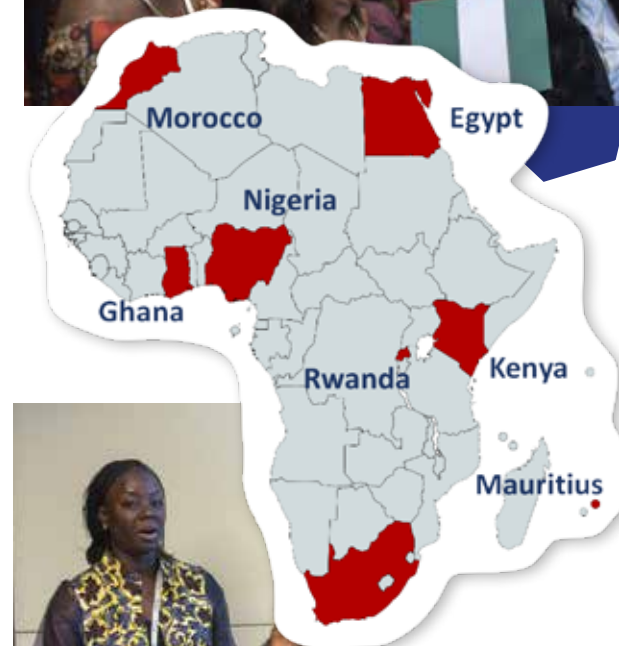 Morocco
Egypt
Nigeria
Ghana
Rwanda
Kenya
Mauritius